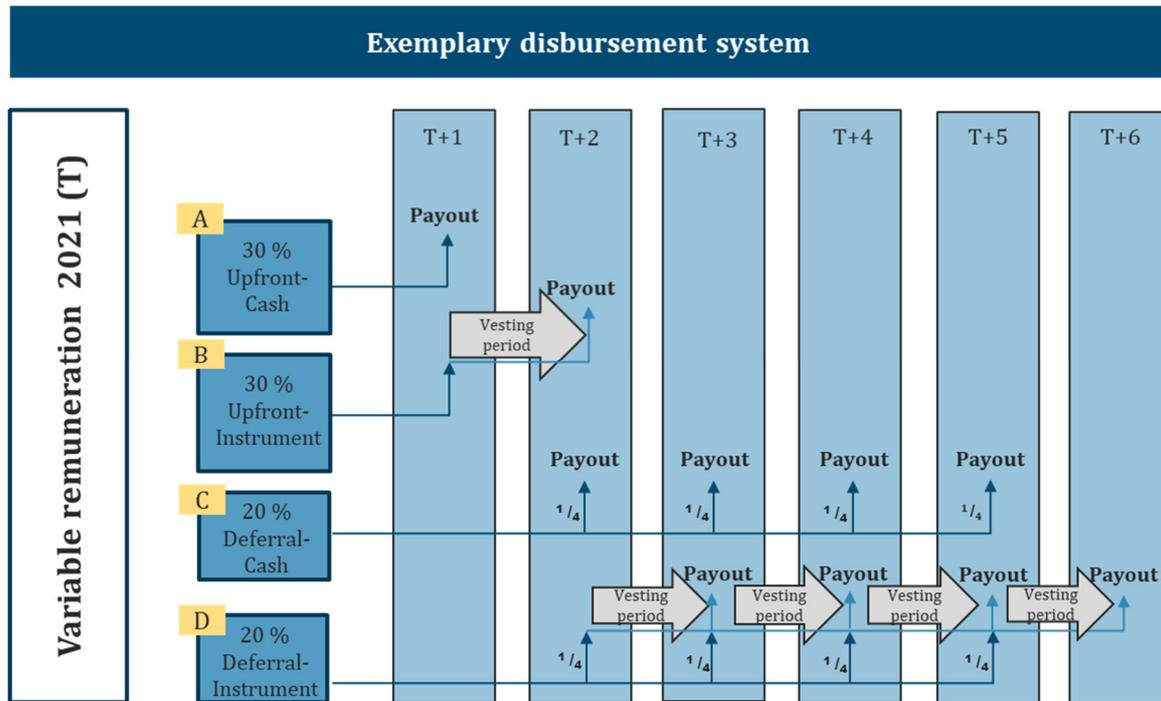 Exemplary disbursement system
Variable remuneration 2021 (T)
T+1
T+2
T+3
T+4
T+5
T+6
A
30 %
Upfront-
Cash
Payout
B
30 %
Upfront-
Instrument
Vesting
period
Payout
C
20 %
Deferral-
Cash
1/4
Payout
1/4
Payout
1/4
Payout
1/4
Payout
D
20 %
Deferral-
Instrument
1/4
Vesting
period
Payout
1/4
Vesting
period
Payout
1/4
Vesting
period
Payout
1/4
Vesting
period
Payout